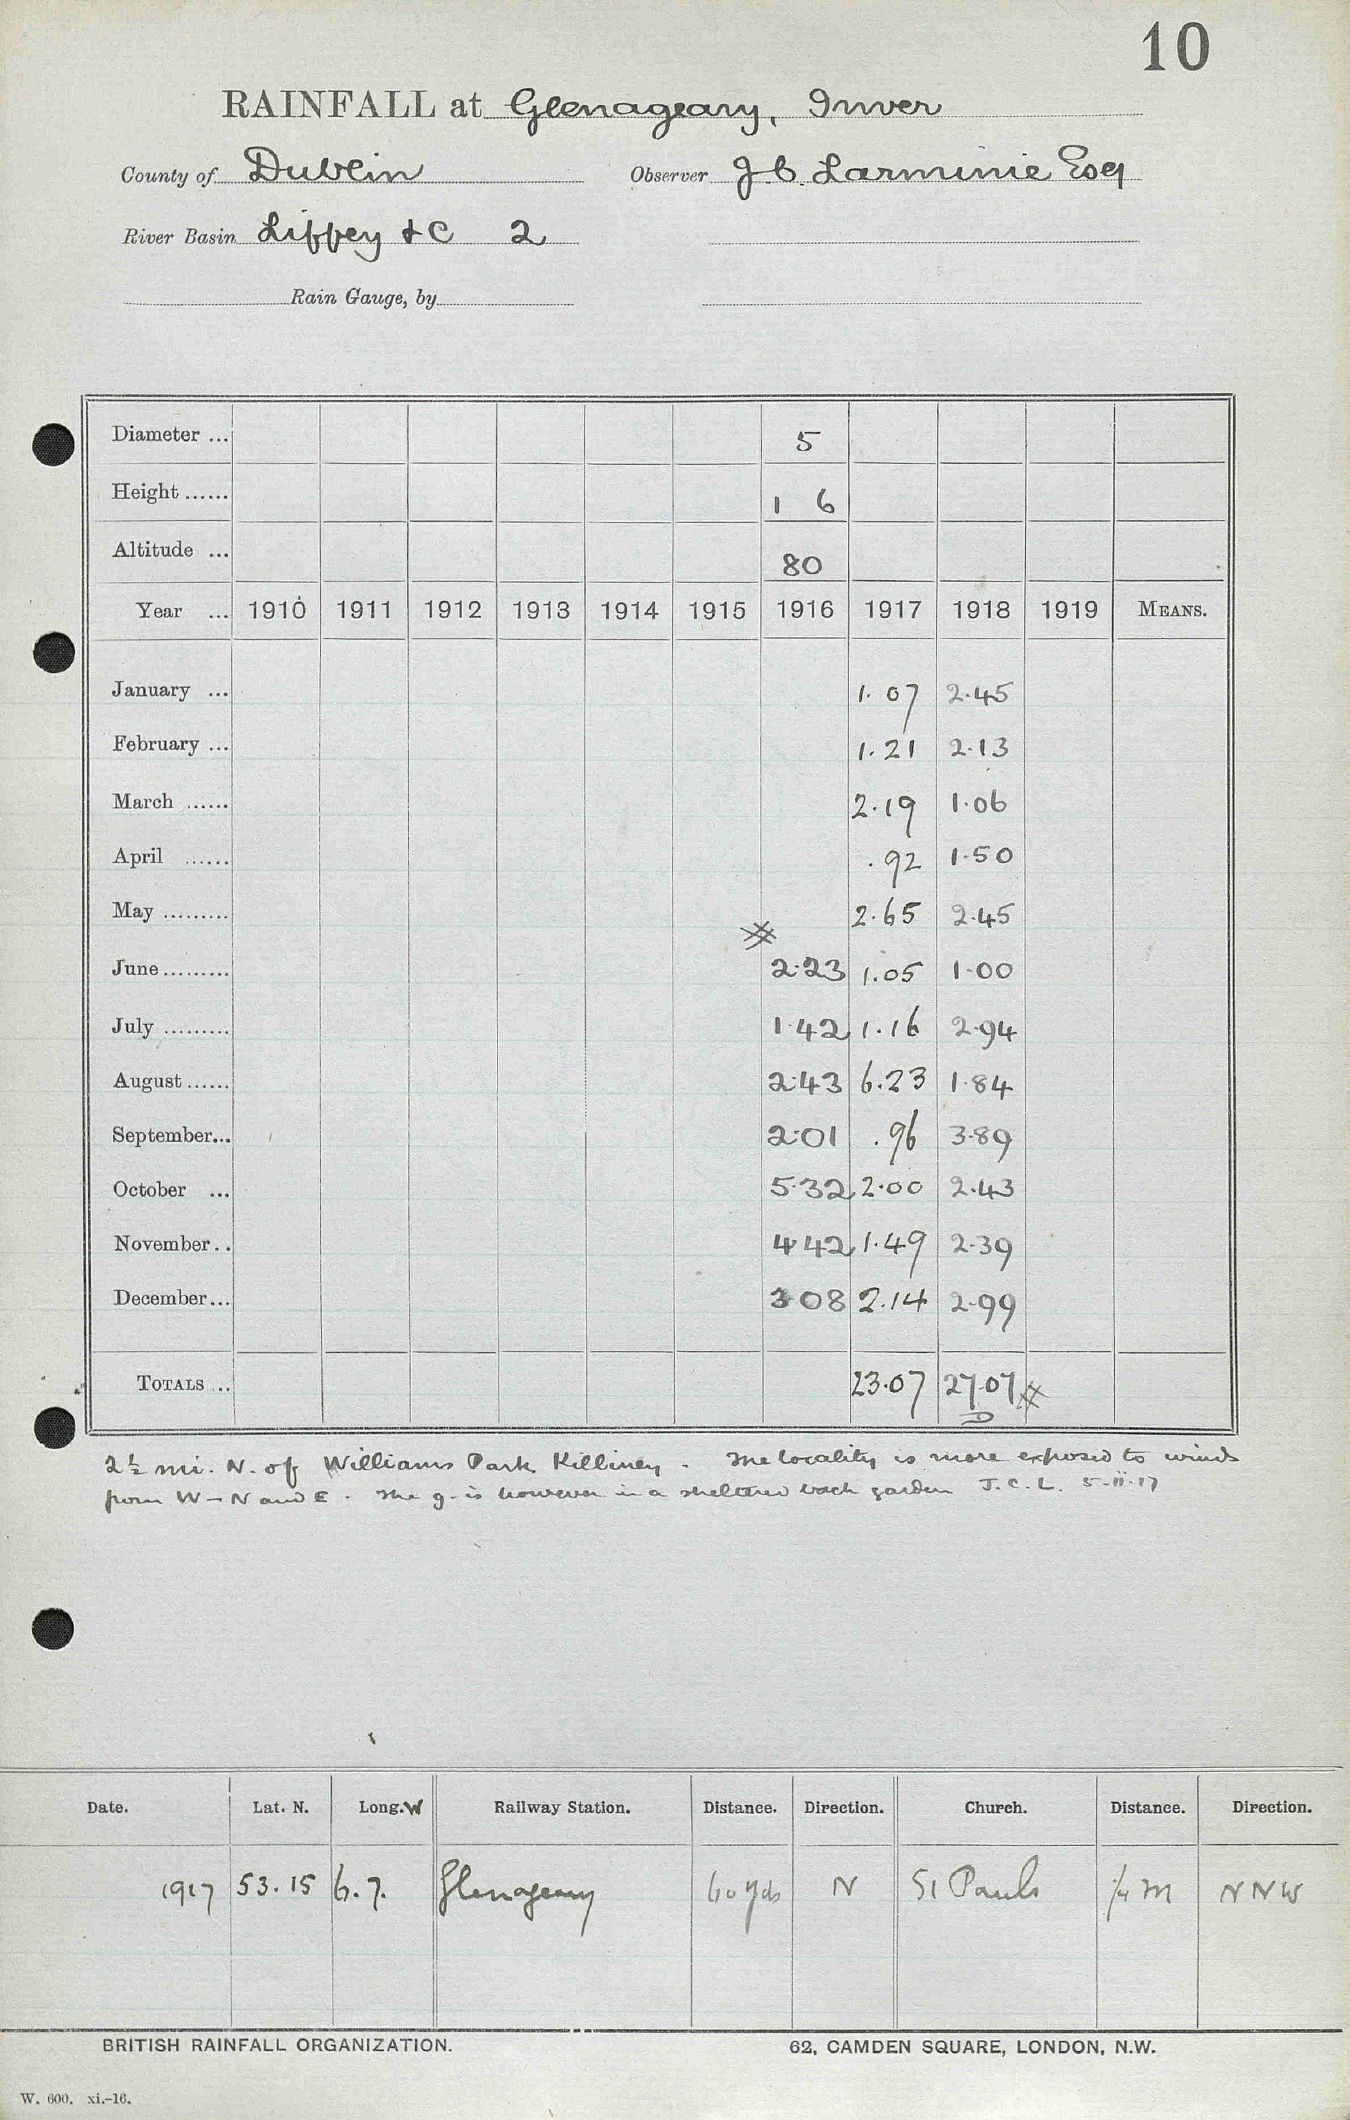 10
RAINFALL at Glenageary, Inver
County of Dublin Observer J. C. Larminie Esq
River Basin Liffey &C 2
Rain Gauge, by
Diameter ... 5
Height ...... 1 6
Altitude ... 80
Year ... 1910 1911 1912 1913 1914 1915 1916 1917 1918 1919 MEANS.
January ... 1.07 2.45
February ... 1.21 2.13
March ...... 2.19 1.06
April ...... .92 1.50
May ......... 2.65 2.45
June ......... 2.23 1.05 1.00
July ......... 1.42 1.16 2.94
August ...... 2.43 6.23 1.84
September... 2.01 .96 3.89
October ... 5.32 2.00 2.43
November.. 4.42 1.49 2.39
December... 3.08 2.14 2.99
TOTALS ... 23.07 27.07
D
2½ mi. N. of Williams Park Killiney. The locality is more exposed to winds
from W – N and E. The g. is however in a sheltered back garden J.C.L. 5-11-17
Date. Lat. N. Long. W Railway Station. Distance. Direction. Church. Distance. Direction.
1917 53.15 6.7. Glenageary 60 yds N St Pauls ¼ M N N W
BRITISH RAINFALL ORGANIZATION. 62, CAMDEN SQUARE, LONDON, N.W.
W. 600. xi.-16.